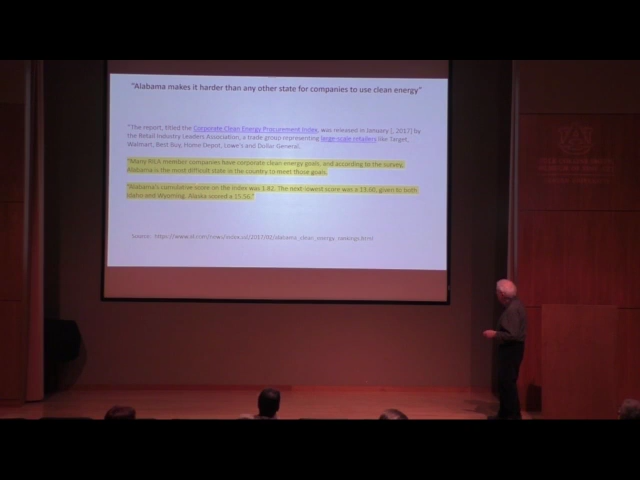 "Alabama makes it harder than any other state for companies to use clean energy"
"The report, titled the Corporate Clean Energy Procurement Index, was released in January (, 2017) by
the Retail Industry Leaders Association, a trade group representing large-scale retailers like Target,
Walmart, Best Buy, Home Depot, Lowe's and Dollar General.
"Many RILA member companies have corporate clean energy goals, and according to the survey,
Alabama is the most difficult state in the country to meet those goals.
"Alabama's cumulative score on the index was 1.82. The next-lowest score was a 13.00, given to both
Idaho and Wyoming. Alaska scored a 15.56."
Source: